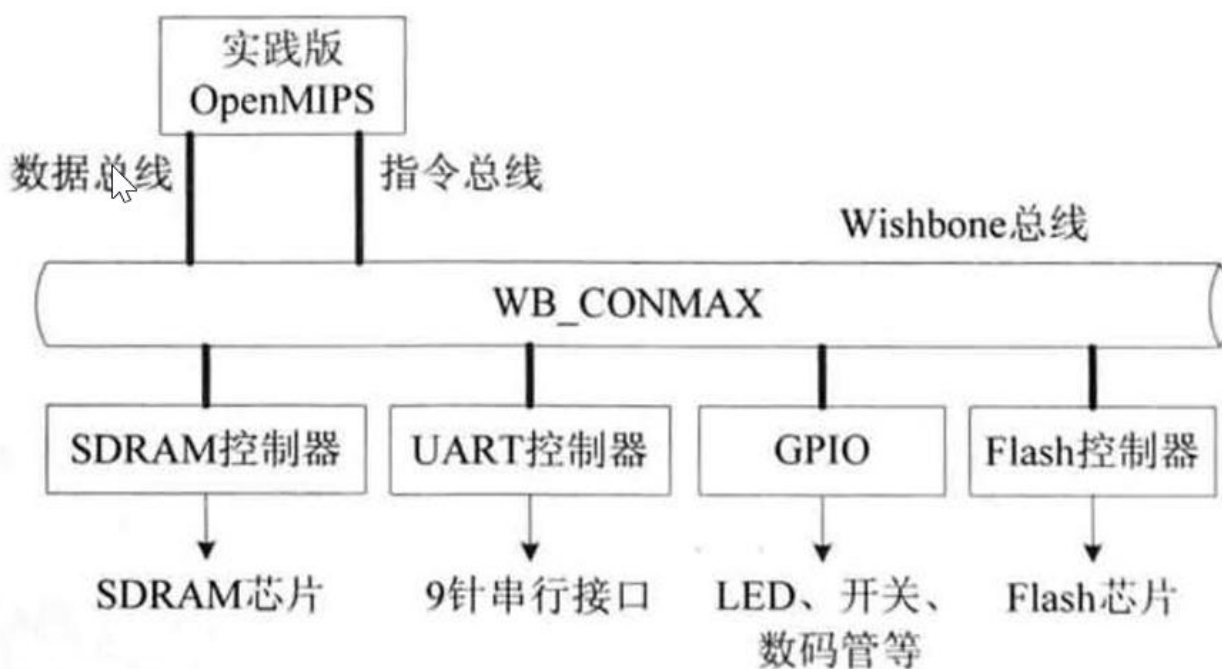 实践版
OpenMIPS
数据总线
指令总线
Wishbone总线
WB_CONMAX
SDRAM控制器
UART控制器
GPIO
Flash控制器
SDRAM芯片
9针串行接口
LED、开关、
数码管等
Flash芯片